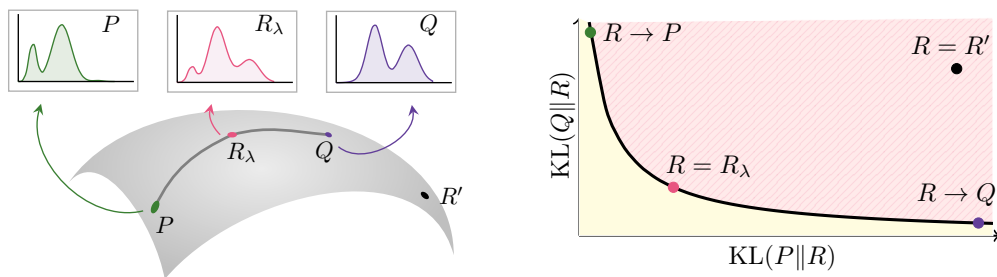 P
R_λ
Q
P
R_λ
Q
R'
KL(Q∥R)
R → P
R = R'
R = R_λ
R → Q
KL(P∥R)